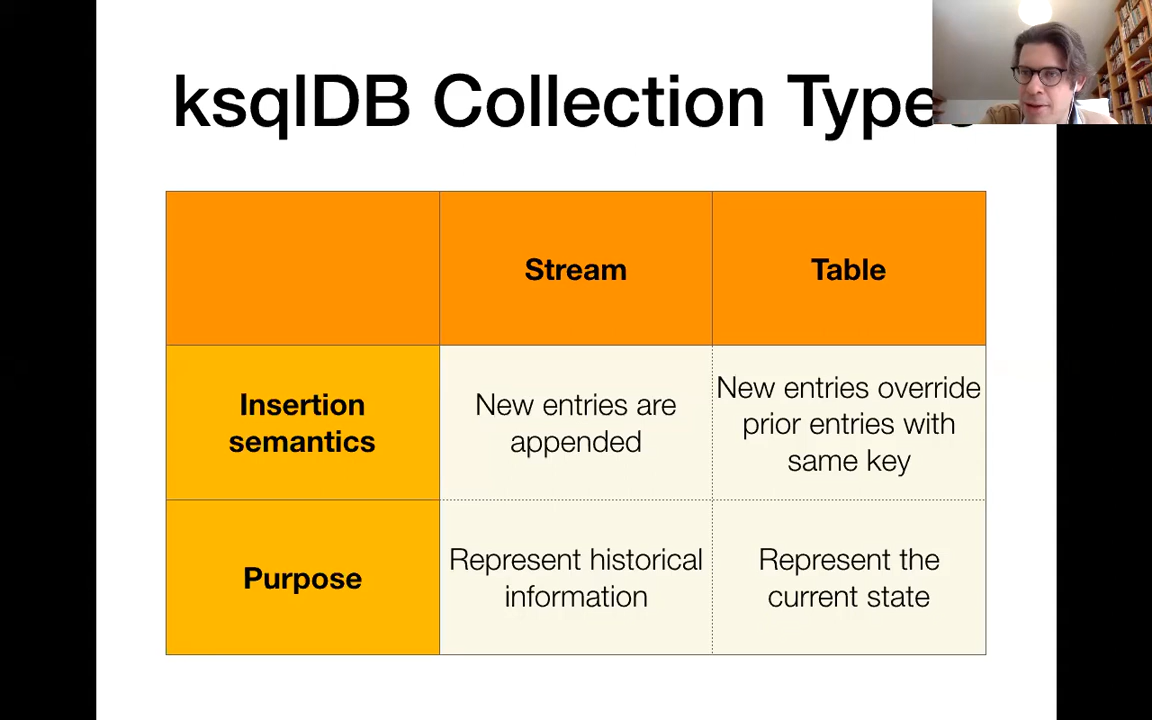 ksqlDB Collection Types
Stream
Table
Insertion
semantics
New entries are
appended
New entries override
prior entries with
same key
Purpose
Represent historical
information
Represent the
current state